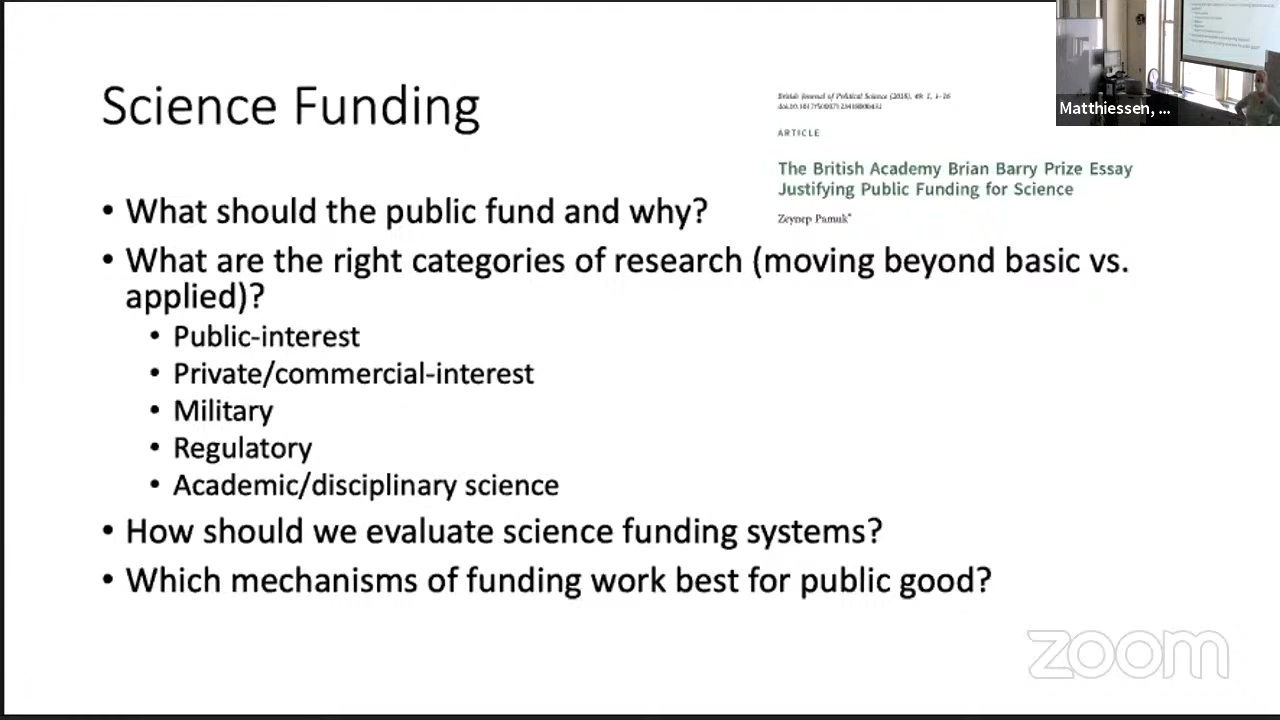 Science Funding
British Journal of Political Science (2018), 49: 1, 1–16
ARTICLE
The British Academy Brian Barry Prize Essay
Justifying Public Funding for Science
Zeynep Pamuk*
Matthiessen, ...
• What should the public fund and why?
• What are the right categories of research (moving beyond basic vs.
applied)?
• Public-interest
• Private/commercial-interest
• Military
• Regulatory
• Academic/disciplinary science
• How should we evaluate science funding systems?
• Which mechanisms of funding work best for public good?
zoom